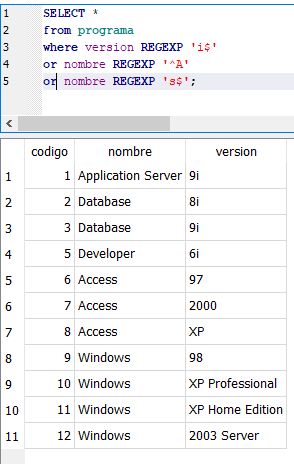 1 SELECT *
2 from programa
3 where version REGEXP 'i$'
4 or nombre REGEXP '^A'
5 or nombre REGEXP 's$';
codigo nombre version
1 1 Application Server 9i
2 2 Database 8i
3 3 Database 9i
4 5 Developer 6i
5 6 Access 97
6 7 Access 2000
7 8 Access XP
8 9 Windows 98
9 10 Windows XP Professional
10 11 Windows XP Home Edition
11 12 Windows 2003 Server